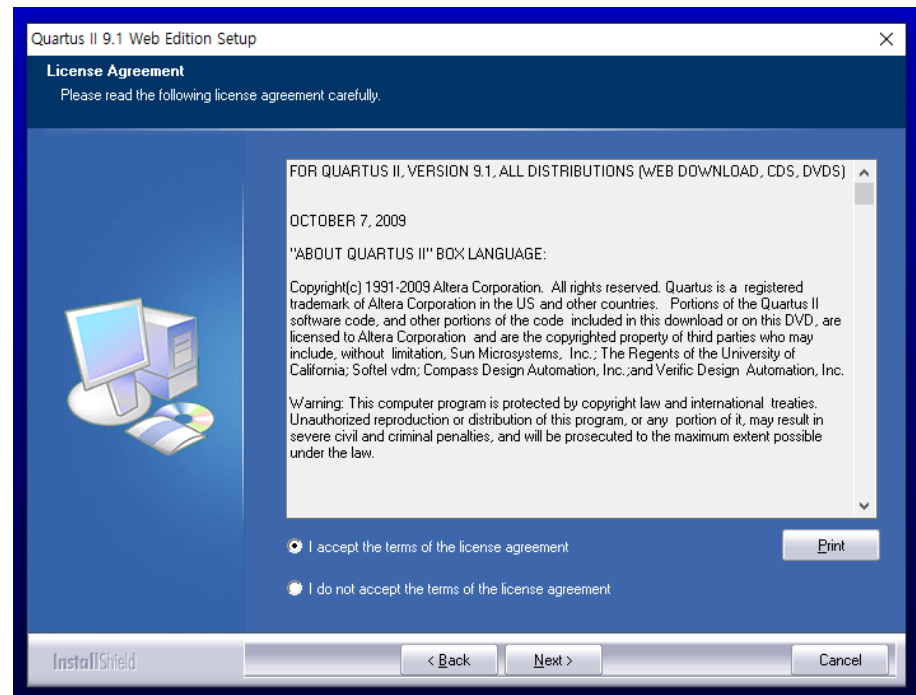 Quartus II 9.1 Web Edition Setup
License Agreement
Please read the following license agreement carefully.
FOR QUARTUS II, VERSION 9.1, ALL DISTRIBUTIONS (WEB DOWNLOAD, CDS, DVDS)
OCTOBER 7, 2009
"ABOUT QUARTUS II" BOX LANGUAGE:
Copyright(c) 1991-2009 Altera Corporation. All rights reserved. Quartus is a registered
trademark of Altera Corporation in the US and other countries. Portions of the Quartus II
software code, and other portions of the code included in this download or on this DVD, are
licensed to Altera Corporation and are the copyrighted property of third parties who may
include, without limitation, Sun Microsystems, Inc.; The Regents of the University of
California; Softel vdm; Compass Design Automation, Inc.;and Verific Design Automation, Inc.
Warning: This computer program is protected by copyright law and international treaties.
Unauthorized reproduction or distribution of this program, or any portion of it, may result in
severe civil and criminal penalties, and will be prosecuted to the maximum extent possible
under the law.
I accept the terms of the license agreement
Print
I do not accept the terms of the license agreement
InstallShield
< Back
Next >
Cancel